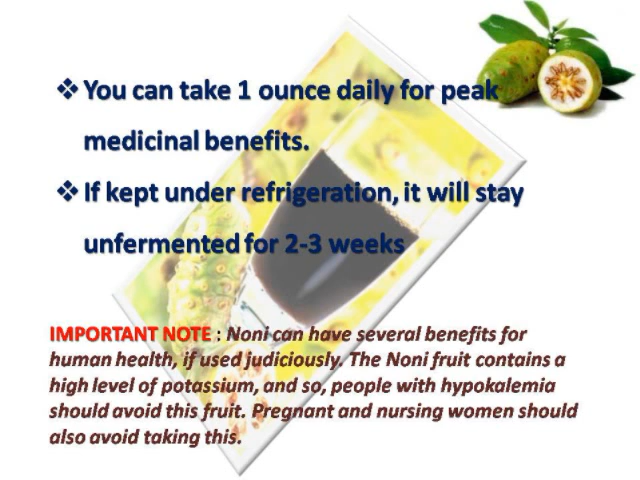 ❖ You can take 1 ounce daily for peak
medicinal benefits.
❖ If kept under refrigeration, it will stay
unfermented for 2-3 weeks
IMPORTANT NOTE : Noni can have several benefits for
human health, if used judiciously. The Noni fruit contains a
high level of potassium, and so, people with hypokalemia
should avoid this fruit. Pregnant and nursing women should
also avoid taking this.